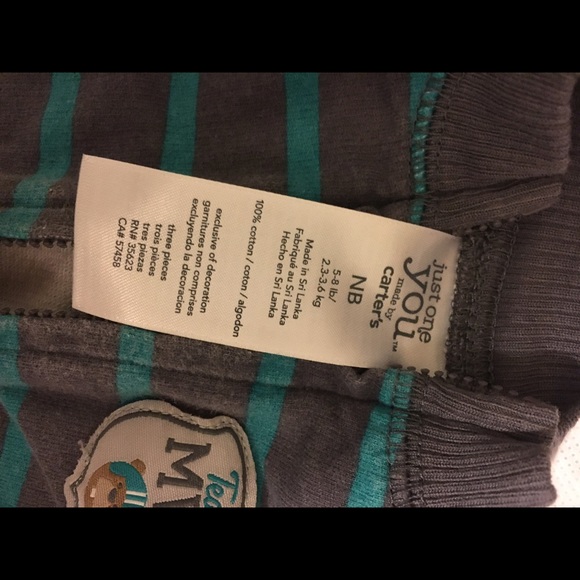 just one
you™
made by
carter's
NB
5-8 lb/
2.3-3.6 kg
Made in Sri Lanka
Fabriqué au Sri Lanka
Hecho en Sri Lanka
100% cotton / coton / algodon
exclusive of decoration
garnitures non comprises
excluyendo la decoracion
three pieces
trois pièces
tres piezas
RN# 35623
CA# 57458